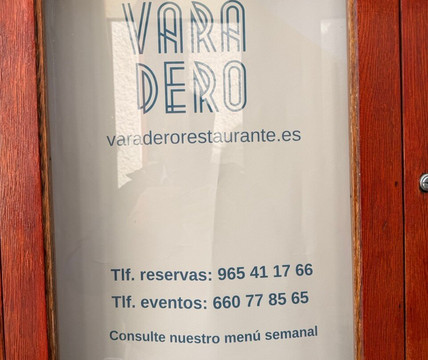 VARA
DERO
varaderorestaurante.es
Tlf. reservas: 965 41 17 66
Tlf. eventos: 660 77 85 65
Consulte nuestro menú semanal